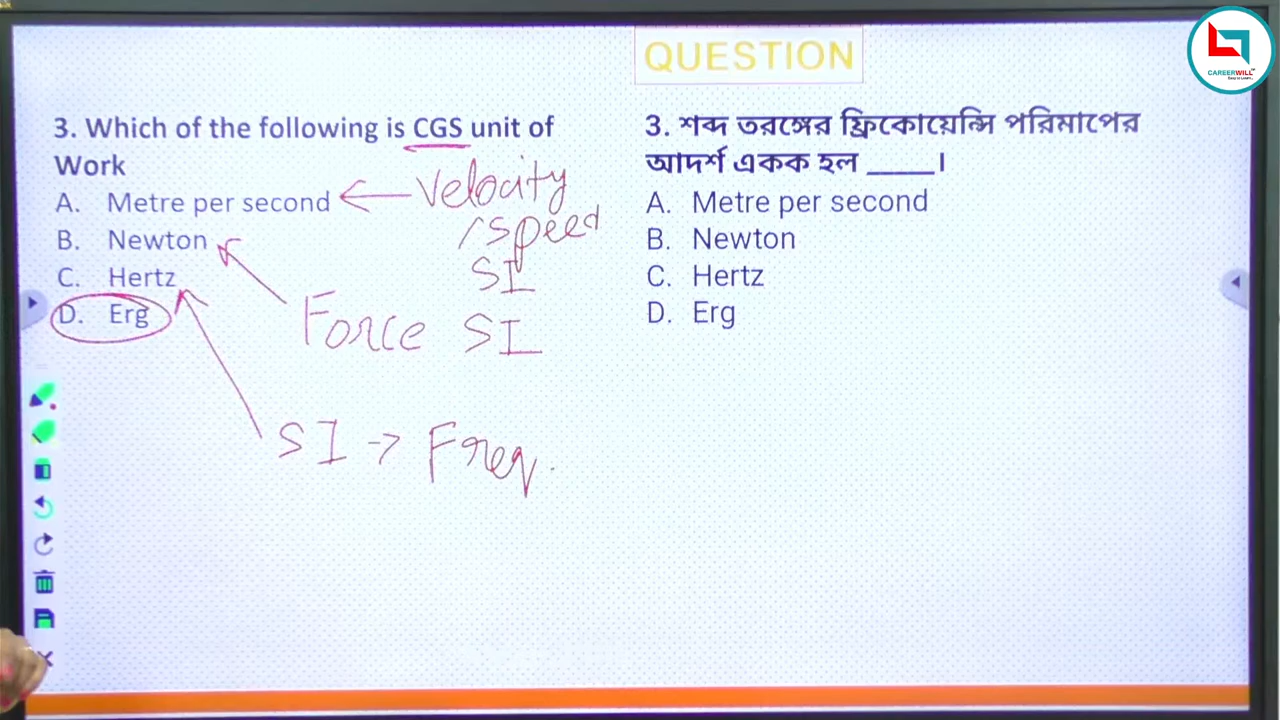 CAREERWILL
QUESTION
3. Which of the following is CGS unit of
Work
A. Metre per second
B. Newton
C. Hertz
D. Erg
← Velocity
/speed
SI
Force SI
SI → Freq.
3. শব্দ তরঙ্গের ফ্রিকোয়েন্সি পরিমাপের
আদর্শ একক হল _____।
A. Metre per second
B. Newton
C. Hertz
D. Erg